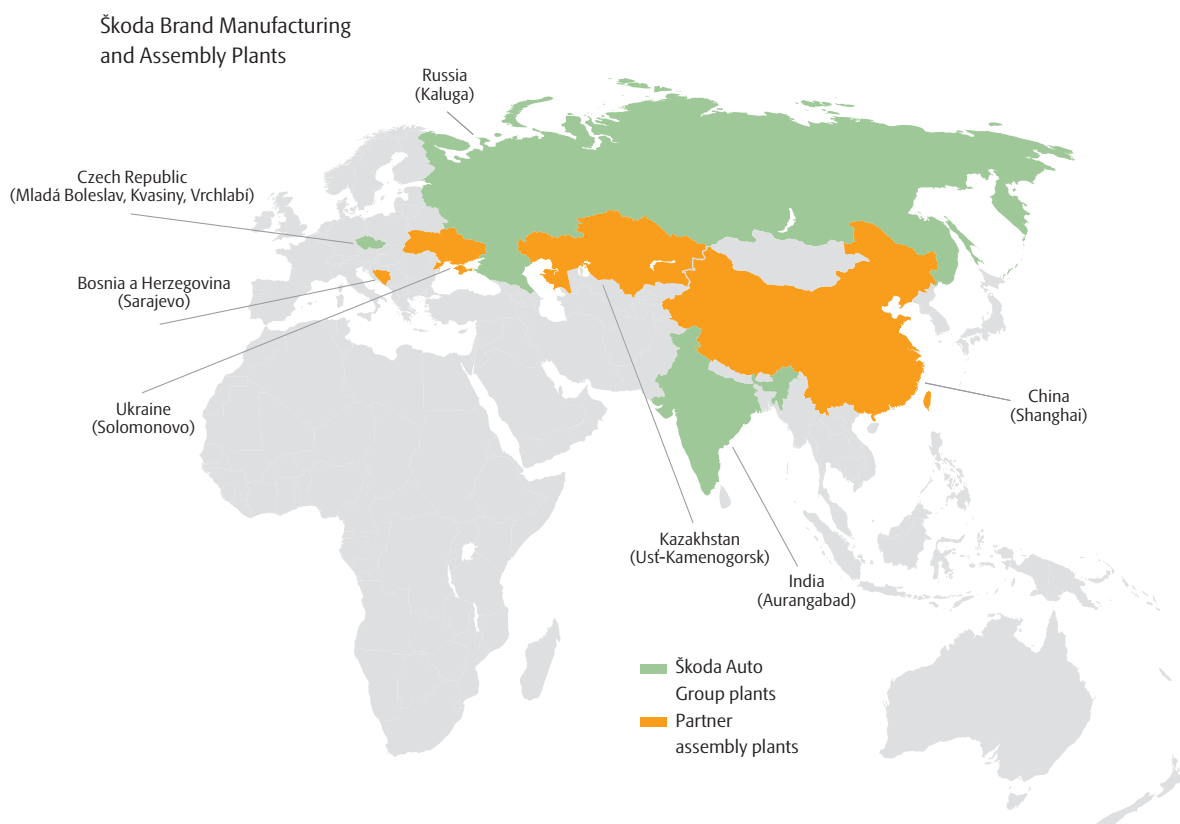 Škoda Brand Manufacturing
and Assembly Plants
Russia
(Kaluga)
Czech Republic
(Mladá Boleslav, Kvasiny, Vrchlabí)
Bosnia a Herzegovina
(Sarajevo)
Ukraine
(Solomonovo)
China
(Shanghai)
Kazakhstan
(Usť-Kamenogorsk)
India
(Aurangabad)
Škoda Auto
Group plants
Partner
assembly plants